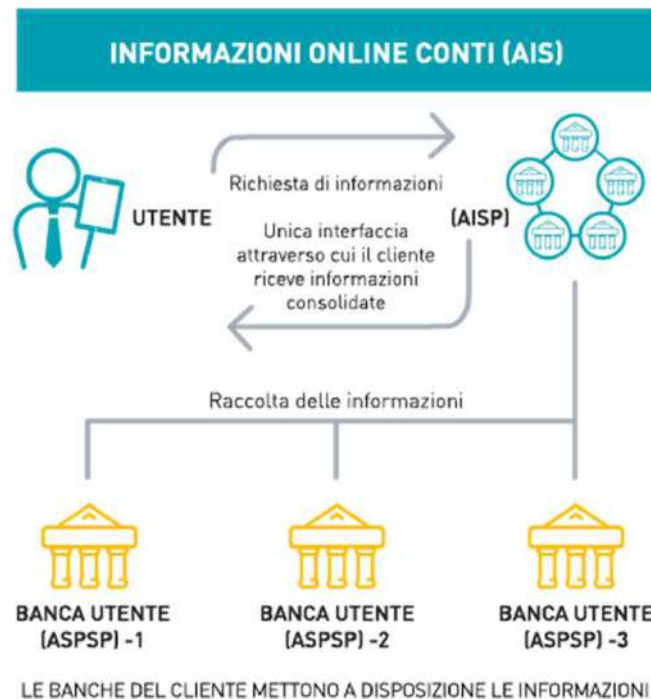 INFORMAZIONI ONLINE CONTI (AIS)
Richiesta di informazioni
UTENTE
(AISP)
Unica interfaccia
attraverso cui il cliente
riceve informazioni
consolidate
Raccolta delle informazioni
BANCA UTENTE
(ASPSP) -1
BANCA UTENTE
(ASPSP) -2
BANCA UTENTE
(ASPSP) -3
LE BANCHE DEL CLIENTE METTONO A DISPOSIZIONE LE INFORMAZIONI